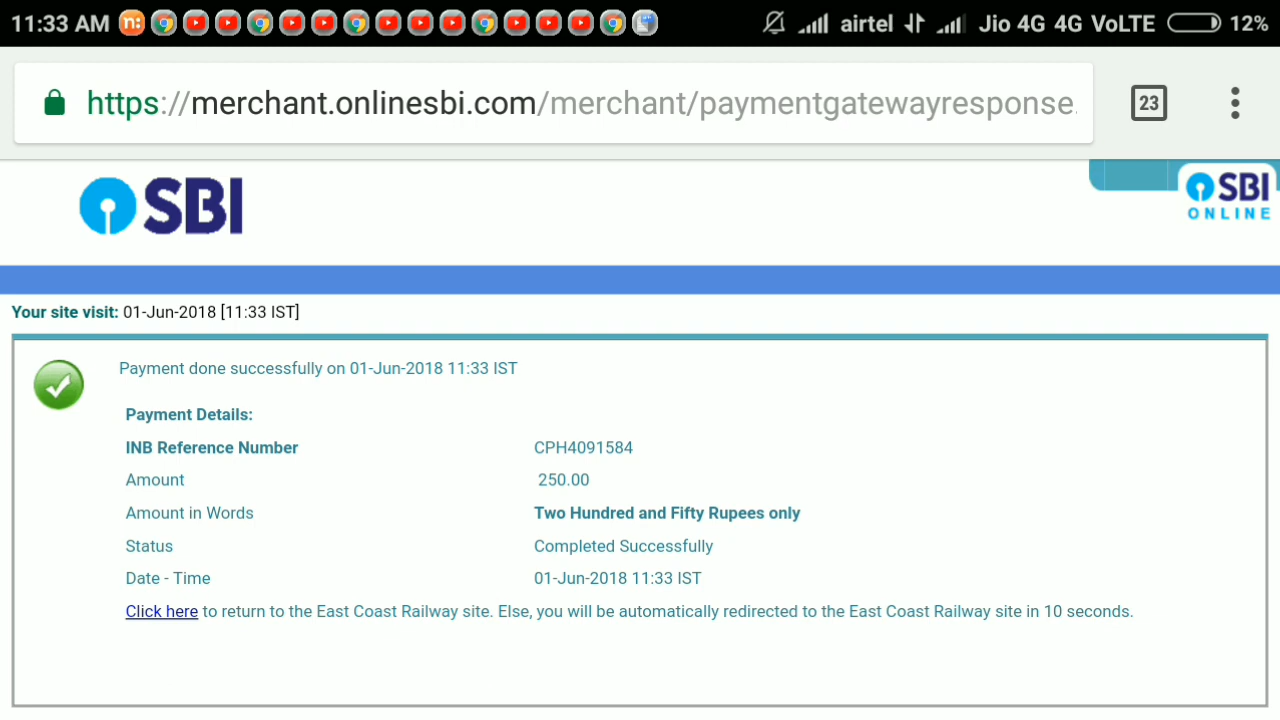 11:33 AM n: airtel Jio 4G 4G VoLTE 12%
https://merchant.onlinesbi.com/merchant/paymentgatewayresponse. 23
SBI
SBI
ONLINE
Your site visit: 01-Jun-2018 [11:33 IST]
Payment done successfully on 01-Jun-2018 11:33 IST
Payment Details:
INB Reference Number CPH4091584
Amount 250.00
Amount in Words Two Hundred and Fifty Rupees only
Status Completed Successfully
Date - Time 01-Jun-2018 11:33 IST
Click here to return to the East Coast Railway site. Else, you will be automatically redirected to the East Coast Railway site in 10 seconds.